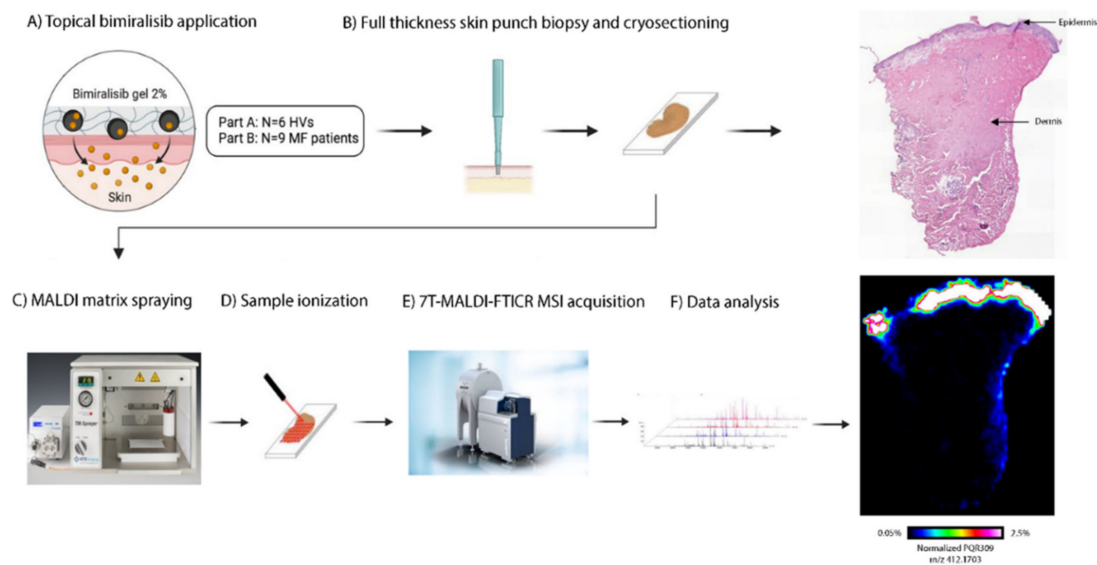 A) Topical bimiralisib application
B) Full thickness skin punch biopsy and cryosectioning
Epidermis
Bimiralisib gel 2%
Part A: N=6 HVs
Part B: N=9 MF patients
Dermis
Skin
C) MALDI matrix spraying
D) Sample ionization
E) 7T-MALDI-FTICR MSI acquisition
F) Data analysis
0.05%
2.5%
Normalized PQR309
m/z 412.1703